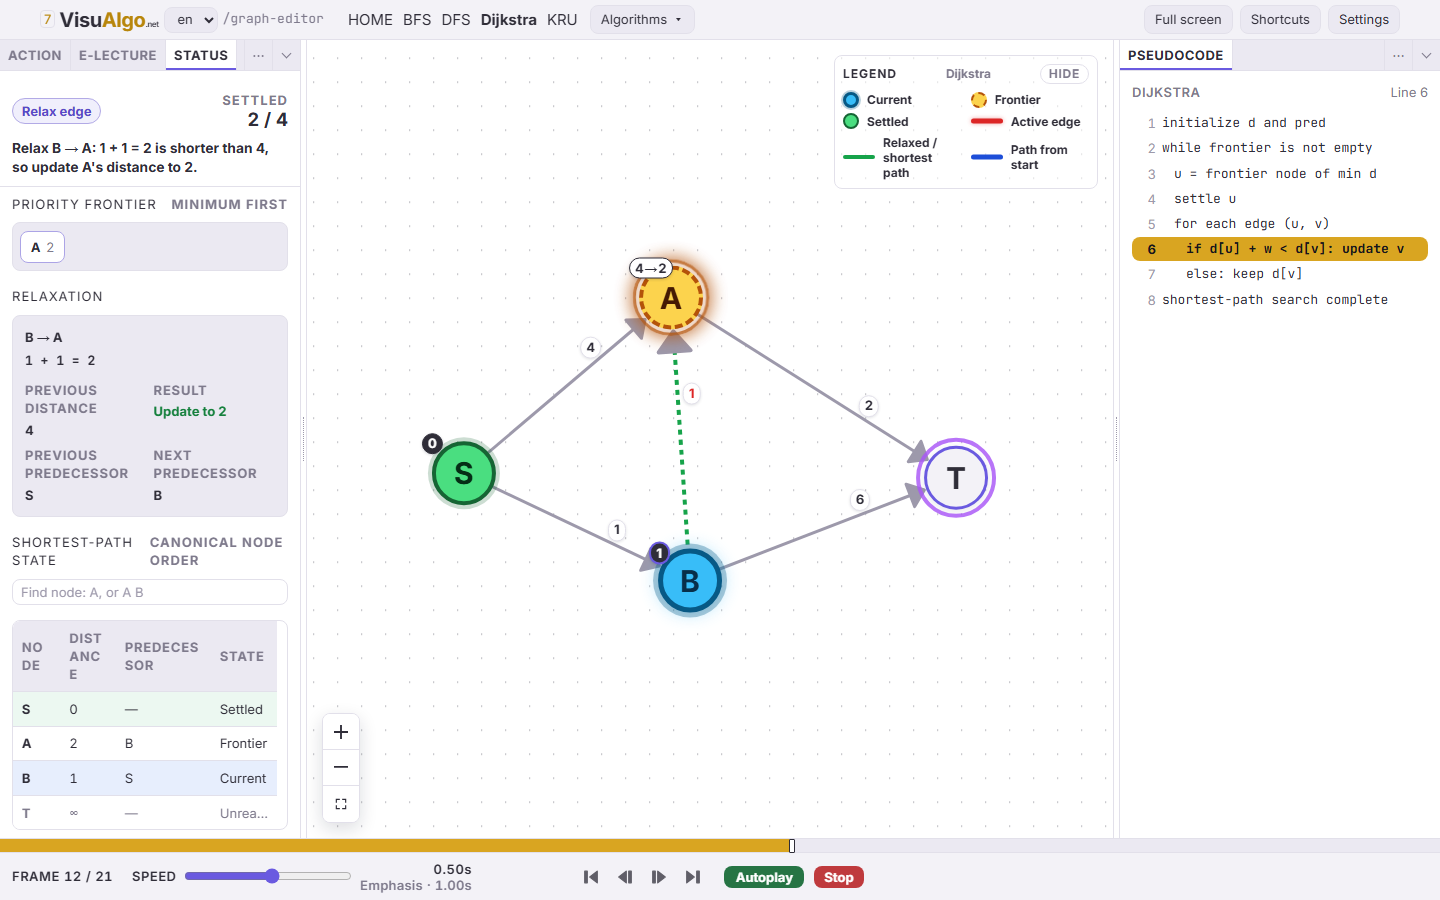 7 VisuAlgo.net en /graph-editor HOME BFS DFS Dijkstra KRU Algorithms Full screen Shortcuts Settings
ACTION E-LECTURE STATUS ···
Relax edge
SETTLED
2 / 4
Relax B → A: 1 + 1 = 2 is shorter than 4,
so update A's distance to 2.
PRIORITY FRONTIER MINIMUM FIRST
A 2
RELAXATION
B → A
1 + 1 = 2
PREVIOUS
DISTANCE
4
RESULT
Update to 2
PREVIOUS
PREDECESSOR
S
NEXT
PREDECESSOR
B
SHORTEST-PATH
STATE
CANONICAL NODE
ORDER
Find node: A, or A B
NO
DE
DIST
ANC
E
PREDECES
SOR
STATE
S 0 — Settled
A 2 B Frontier
B 1 S Current
T ∞ — Unrea...
LEGEND Dijkstra HIDE
Current
Frontier
Settled
Active edge
Relaxed /
shortest
path
Path from
start
4→2
A
4
1
2
0
S
T
6
1
1
B
PSEUDOCODE ···
DIJKSTRA Line 6
1 initialize d and pred
2 while frontier is not empty
3 u = frontier node of min d
4 settle u
5 for each edge (u, v)
6 if d[u] + w < d[v]: update v
7 else: keep d[v]
8 shortest-path search complete
FRAME 12 / 21
SPEED
0.50s
Emphasis · 1.00s
Autoplay
Stop